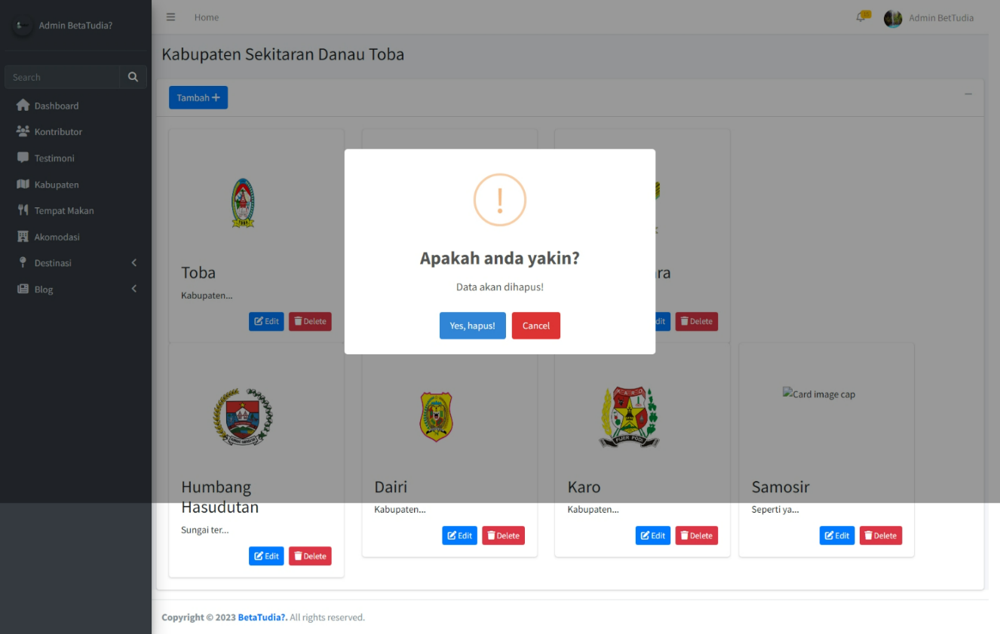 Admin BetaTudia?
Home
Admin BetTudia
Search
Dashboard
Kontributor
Testimoni
Kabupaten
Tempat Makan
Akomodasi
Destinasi
Blog
Kabupaten Sekitaran Danau Toba
Tambah
Apakah anda yakin?
Data akan dihapus!
Yes, hapus!
Cancel
Toba
Kabupaten...
Edit
Delete
Delete
Humbang
Hasudutan
Sungai ter...
Edit
Delete
Dairi
Kabupaten...
Edit
Delete
KARO
PIJER PODI
Karo
Kabupaten...
Edit
Delete
Card image cap
Samosir
Seperti ya...
Edit
Delete
Copyright © 2023 BetaTudia?. All rights reserved.